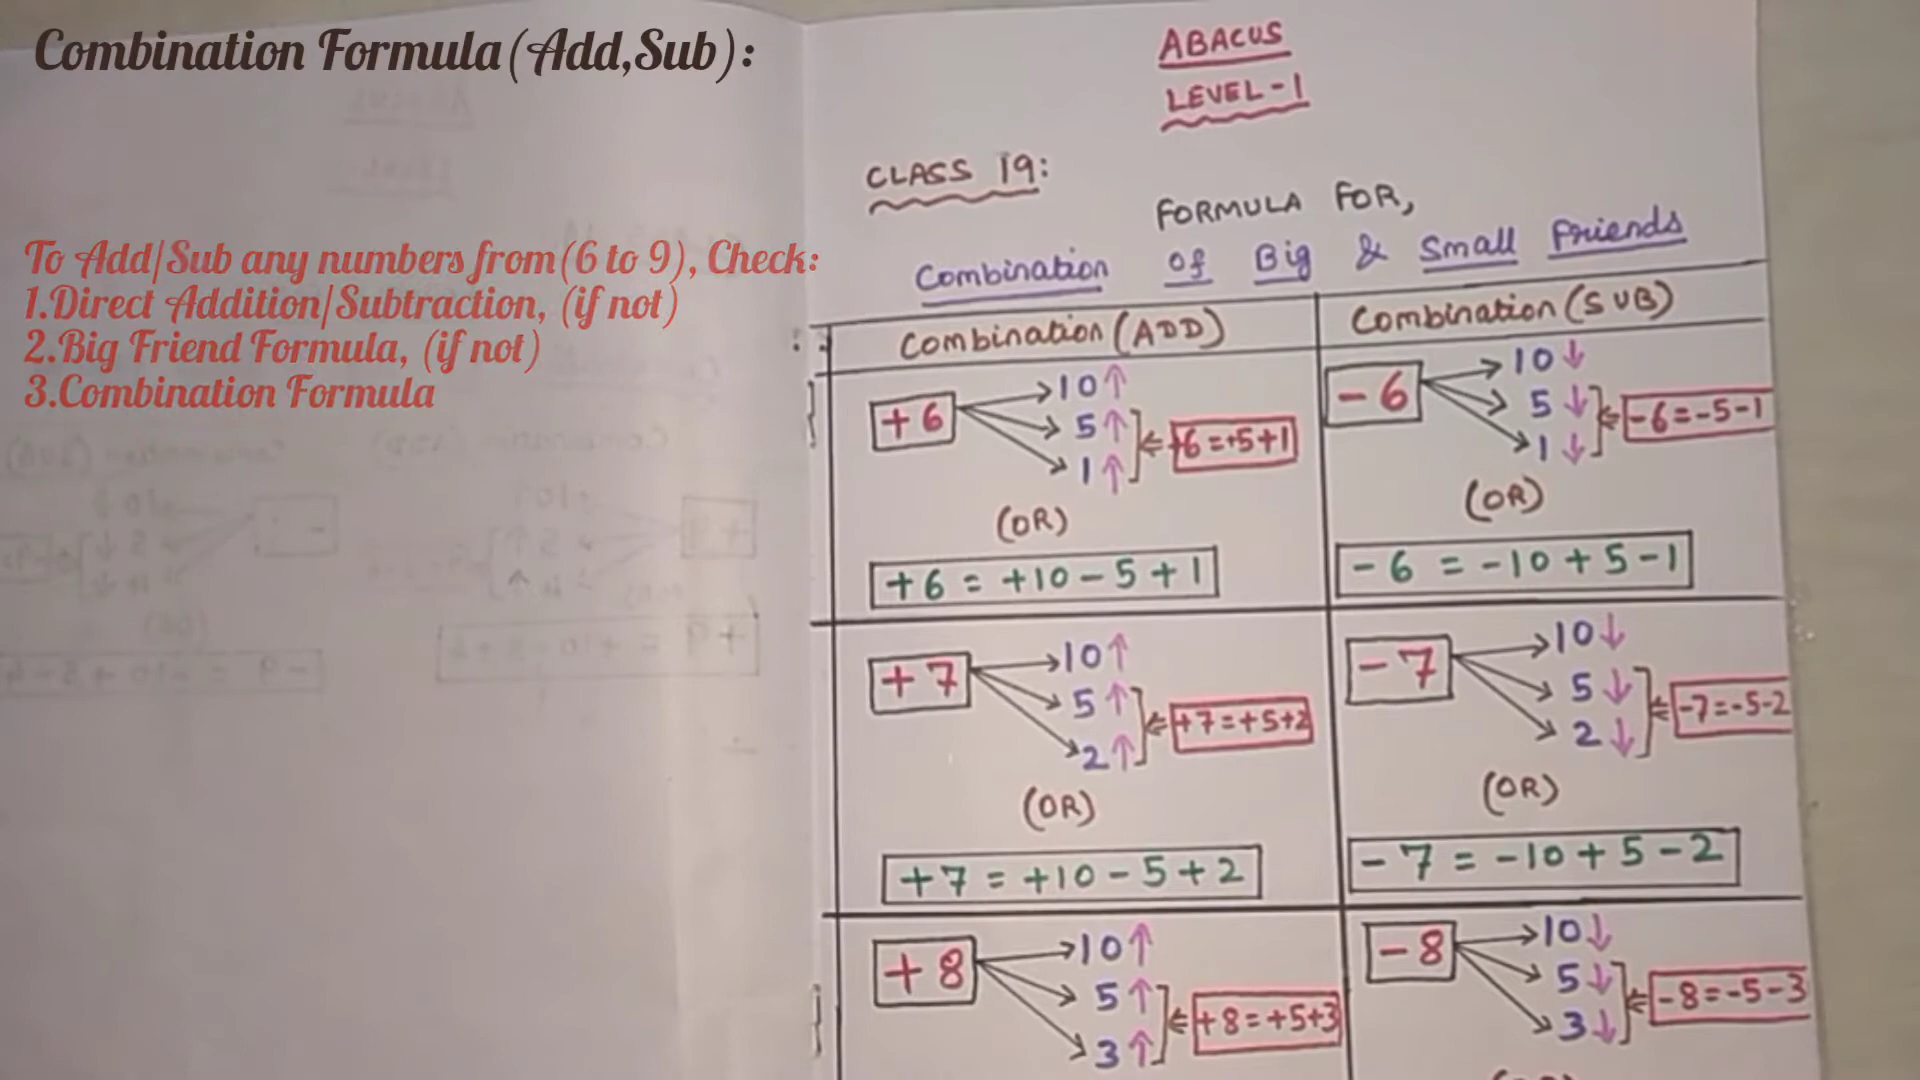 Combination Formula(Add,Sub):
To Add/Sub any numbers from(6 to 9), Check:
1.Direct Addition/Subtraction, (if not)
2.Big Friend Formula, (if not)
3.Combination Formula
ABACUS
LEVEL-1
CLASS 19:
FORMULA FOR,
Combination of Big & Small Friends
Combination (ADD)
Combination (SUB)
+6
10↑
5↑
1↑
+6=+5+1
(OR)
+6 = +10-5+1
-6
10↓
5↓
1↓
-6=-5-1
(OR)
-6 = -10+5-1
+7
10↑
5↑
2↑
+7=+5+2
(OR)
+7 = +10-5+2
-7
10↓
5↓
2↓
-7=-5-2
(OR)
-7 = -10+5-2
+8
10↑
5↑
3↑
+8=+5+3
-8
10↓
5↓
3↓
-8=-5-3